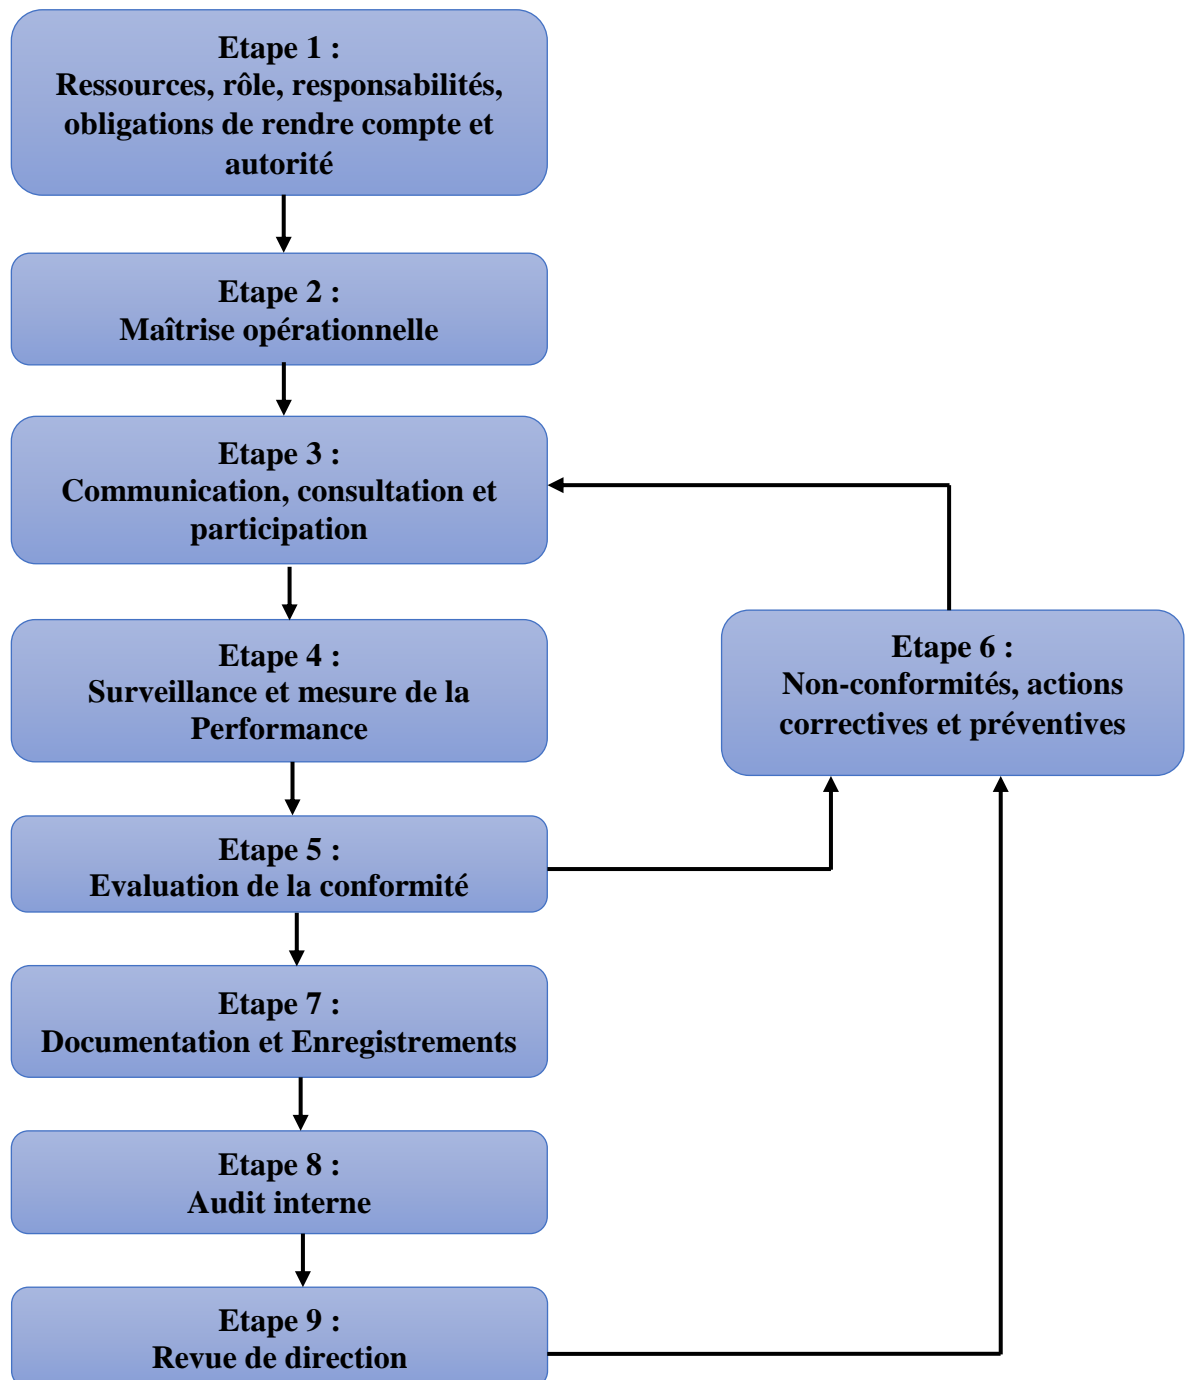 Etape 1 :
Ressources, rôle, responsabilités,
obligations de rendre compte et
autorité
Etape 2 :
Maîtrise opérationnelle
Etape 3 :
Communication, consultation et
participation
Etape 4 :
Surveillance et mesure de la
Performance
Etape 6 :
Non-conformités, actions
correctives et préventives
Etape 5 :
Evaluation de la conformité
Etape 7 :
Documentation et Enregistrements
Etape 8 :
Audit interne
Etape 9 :
Revue de direction